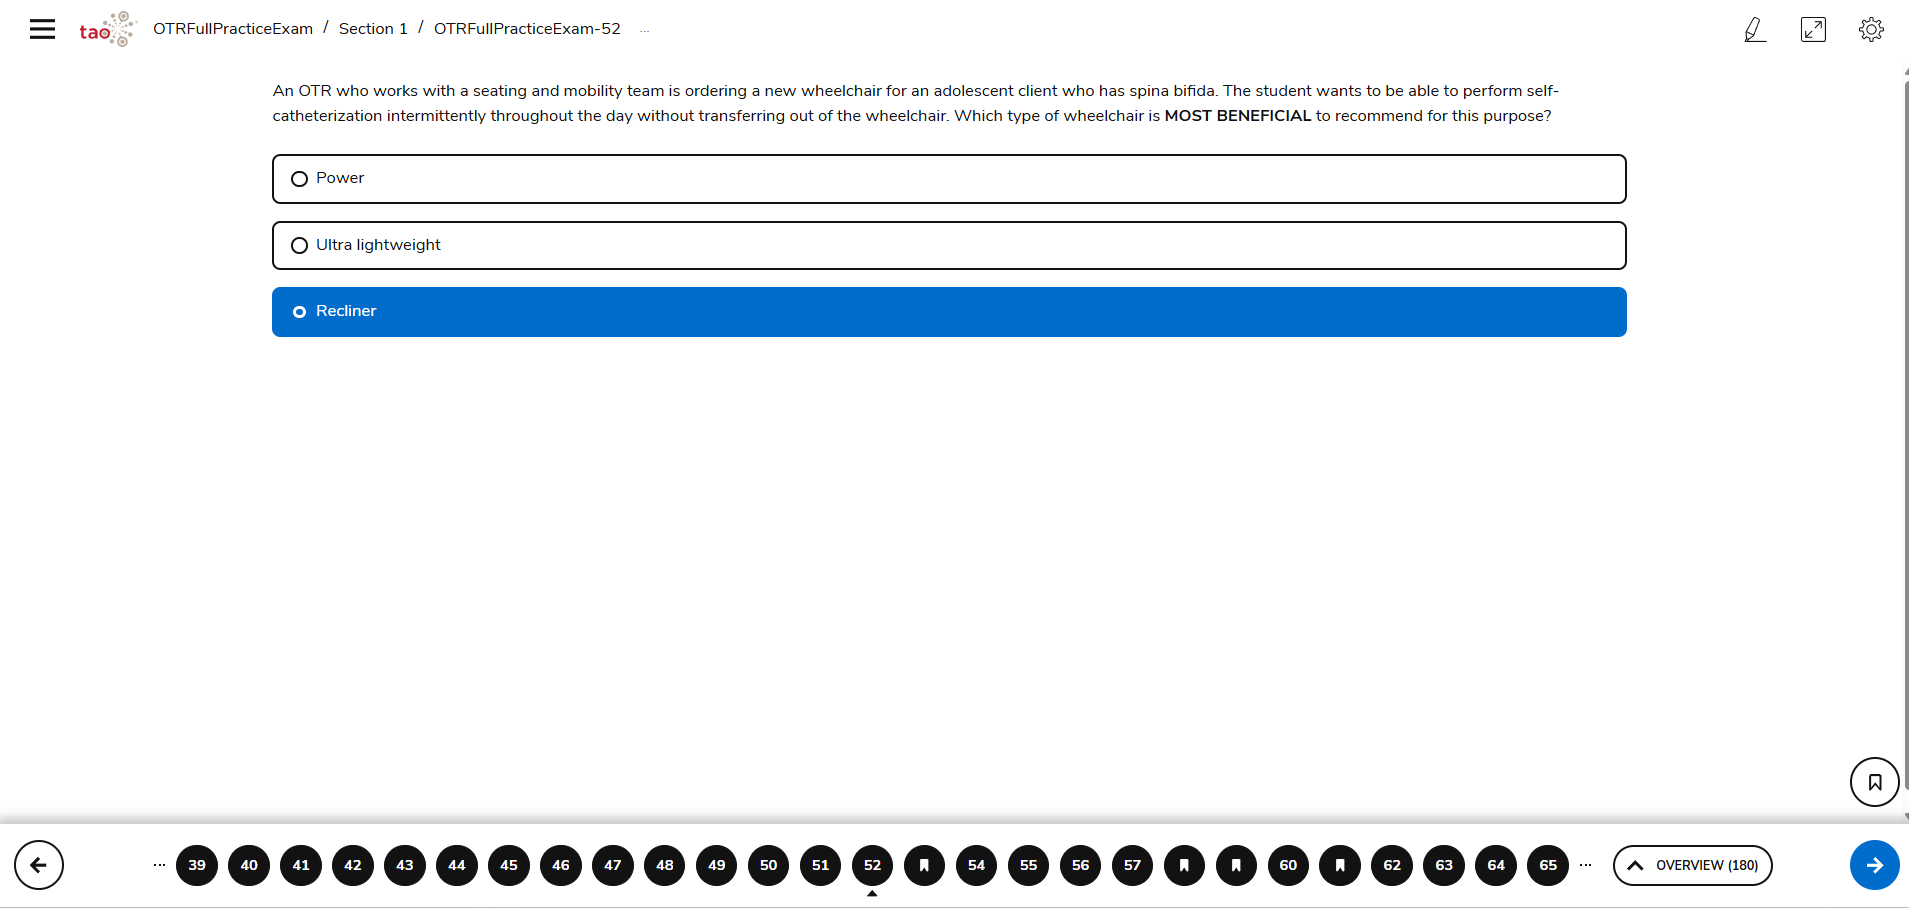 tao
OTRFullPracticeExam / Section 1 / OTRFullPracticeExam-52 ...
An OTR who works with a seating and mobility team is ordering a new wheelchair for an adolescent client who has spina bifida. The student wants to be able to perform self-
catheterization intermittently throughout the day without transferring out of the wheelchair. Which type of wheelchair is MOST BENEFICIAL to recommend for this purpose?
Power
Ultra lightweight
Recliner
... 39 40 41 42 43 44 45 46 47 48 49 50 51 52 54 55 56 57 60 62 63 64 65 ... OVERVIEW (180)